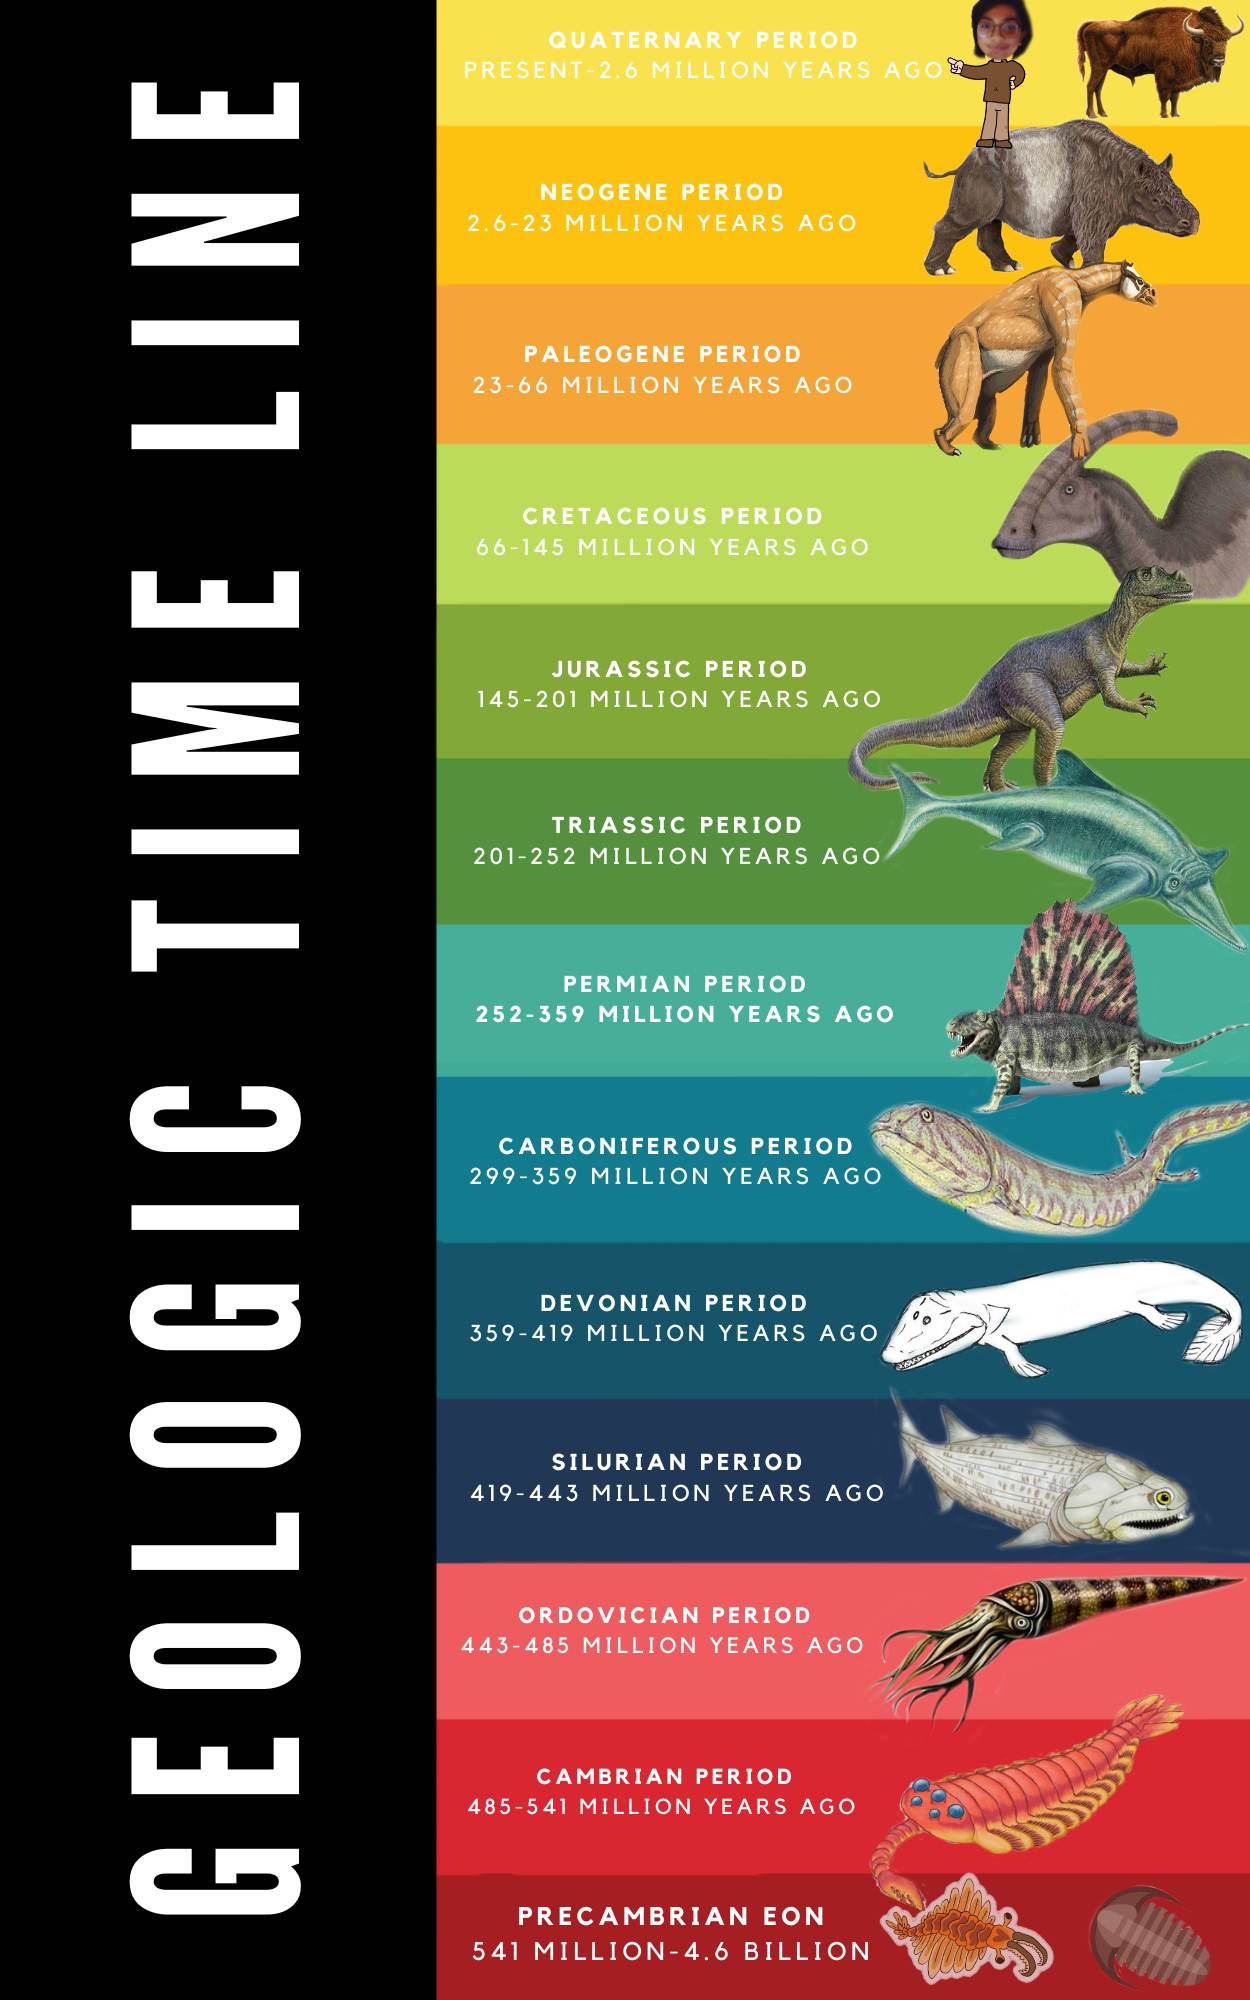 GEOLOGIC TIME LINE
QUATERNARY PERIOD
PRESENT-2.6 MILLION YEARS AGO
NEOGENE PERIOD
2.6-23 MILLION YEARS AGO
PALEOGENE PERIOD
23-66 MILLION YEARS AGO
CRETACEOUS PERIOD
66-145 MILLION YEARS AGO
JURASSIC PERIOD
145-201 MILLION YEARS AGO
TRIASSIC PERIOD
201-252 MILLION YEARS AGO
PERMIAN PERIOD
252-359 MILLION YEARS AGO
CARBONIFEROUS PERIOD
299-359 MILLION YEARS AGO
DEVONIAN PERIOD
359-419 MILLION YEARS AGO
SILURIAN PERIOD
419-443 MILLION YEARS AGO
ORDOVICIAN PERIOD
443-485 MILLION YEARS AGO
CAMBRIAN PERIOD
485-541 MILLION YEARS AGO
PRECAMBRIAN EON
541 MILLION-4.6 BILLION